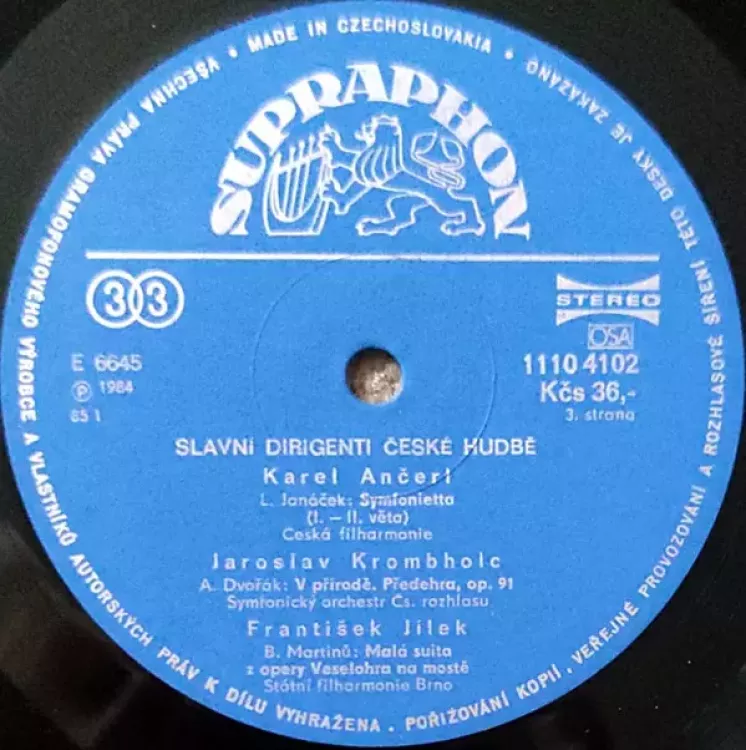 MADE IN CZECHOSLOVAKIA •
VŠECHNA PRÁVA GRAMOFONOVÉHO VÝROBCE A VLASTNÍKŮ AUTORSKÝCH PRÁV K DÍLU VYHRAŽENA . POŘIZOVÁNÍ KOPIÍ, VEŘEJNÉ PROVOZOVÁNÍ A ROZHLASOVÉ ŠÍŘENÍ TÉTO DESKY JE ZAKÁZÁNO •
SUPRAPHON
33
STEREO
OSA
E 6645
1110 4102
Ⓟ 1984
Kčs 36,-
85 1
3. strana
SLAVNÍ DIRIGENTI ČESKÉ HUDBĚ
Karel Ančerl
L. Janáček: Symfonietta
(I. – II. věta)
Česká filharmonie
Jaroslav Krombholc
A. Dvořák: V přírodě. Předehra, op. 91
Symfonický orchestr Čs. rozhlasu
František Jílek
B. Martinů: Malá suita
z opery Veselohra na mostě
Státní filharmonie Brno